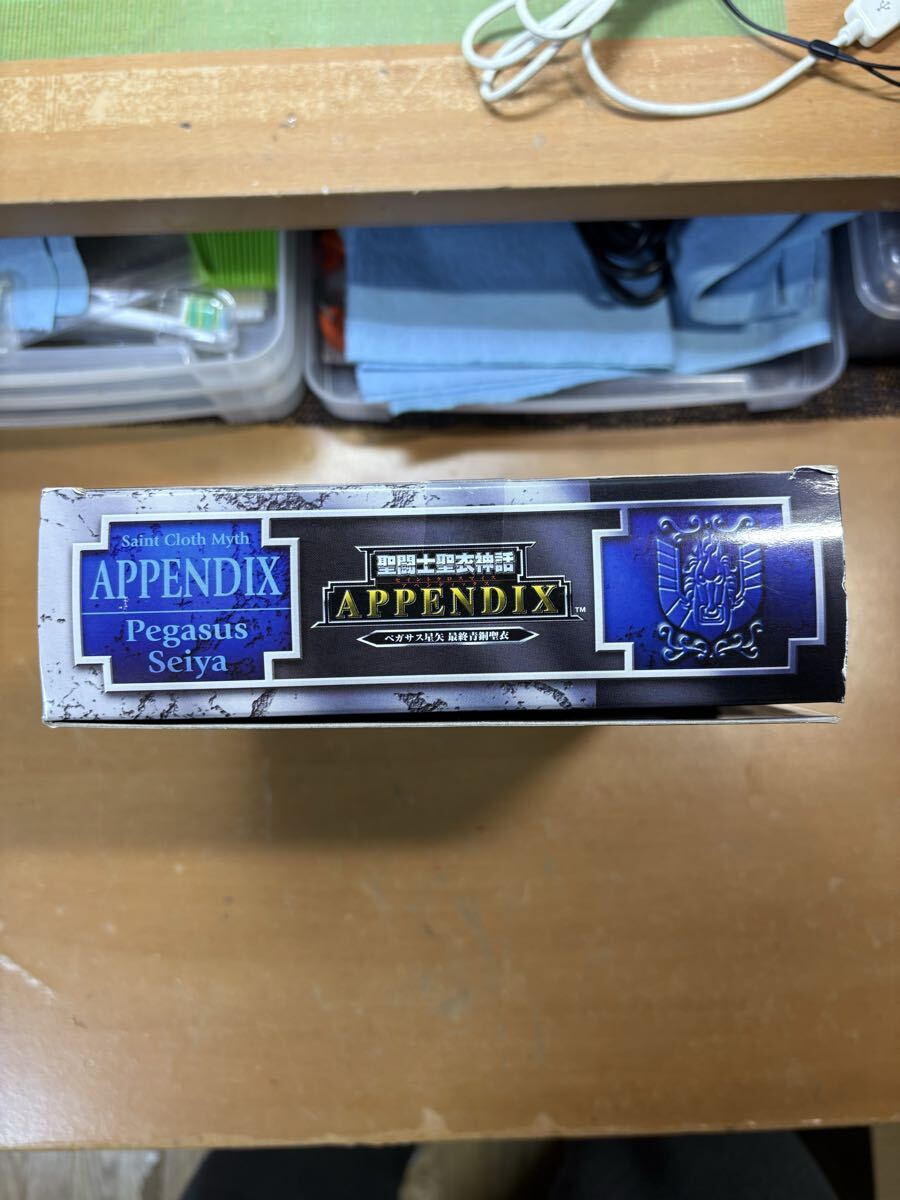 Saint Cloth Myth
APPENDIX
Pegasus
Seiya
聖闘士聖衣神話
セイントクロスマイス
APPENDIX
TM
ペガサス星矢 最終青銅聖衣